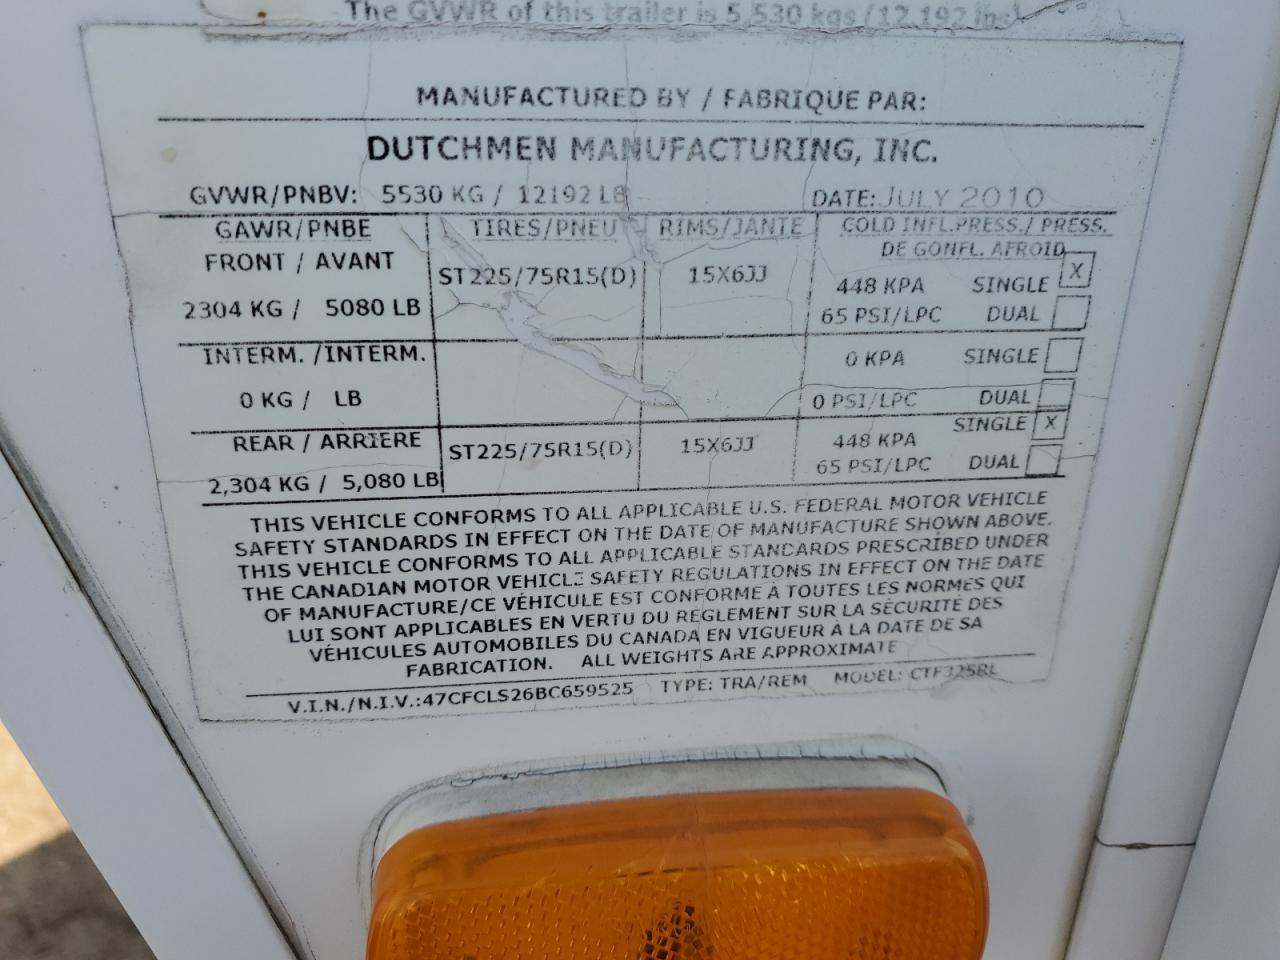 The GVWR of this trailer is 5,530 kgs (12,192 lbs)
MANUFACTURED BY / FABRIQUE PAR:
DUTCHMEN MANUFACTURING, INC.
GVWR/PNBV: 5530 KG / 12192 LB DATE: JULY 2010
GAWR/PNBE TIRES/PNEU RIMS/JANTE COLD INFL.PRESS./ PRESS.
DE GONFL. AFROID
FRONT / AVANT ST225/75R15(D) 15X6JJ 448 KPA SINGLE X
2304 KG / 5080 LB 65 PSI/LPC DUAL
INTERM. /INTERM. 0 KPA SINGLE
0 KG / LB 0 PSI/LPC DUAL
REAR / ARRIERE ST225/75R15(D) 15X6JJ 448 KPA SINGLE X
2,304 KG / 5,080 LB 65 PSI/LPC DUAL
THIS VEHICLE CONFORMS TO ALL APPLICABLE U.S. FEDERAL MOTOR VEHICLE
SAFETY STANDARDS IN EFFECT ON THE DATE OF MANUFACTURE SHOWN ABOVE.
THIS VEHICLE CONFORMS TO ALL APPLICABLE STANDARDS PRESCRIBED UNDER
THE CANADIAN MOTOR VEHICLE SAFETY REGULATIONS IN EFFECT ON THE DATE
OF MANUFACTURE/CE VÉHICULE EST CONFORME À TOUTES LES NORMES QUI
LUI SONT APPLICABLES EN VERTU DU RÉGLEMENT SUR LA SÉCURITÉ DES
VÉHICULES AUTOMOBILES DU CANADA EN VIGUEUR À LA DATE DE SA
FABRICATION. ALL WEIGHTS ARE APPROXIMATE
V.I.N./N.I.V.:47CFCLS26BC659525 TYPE: TRA/REM MODEL: CTF325RL